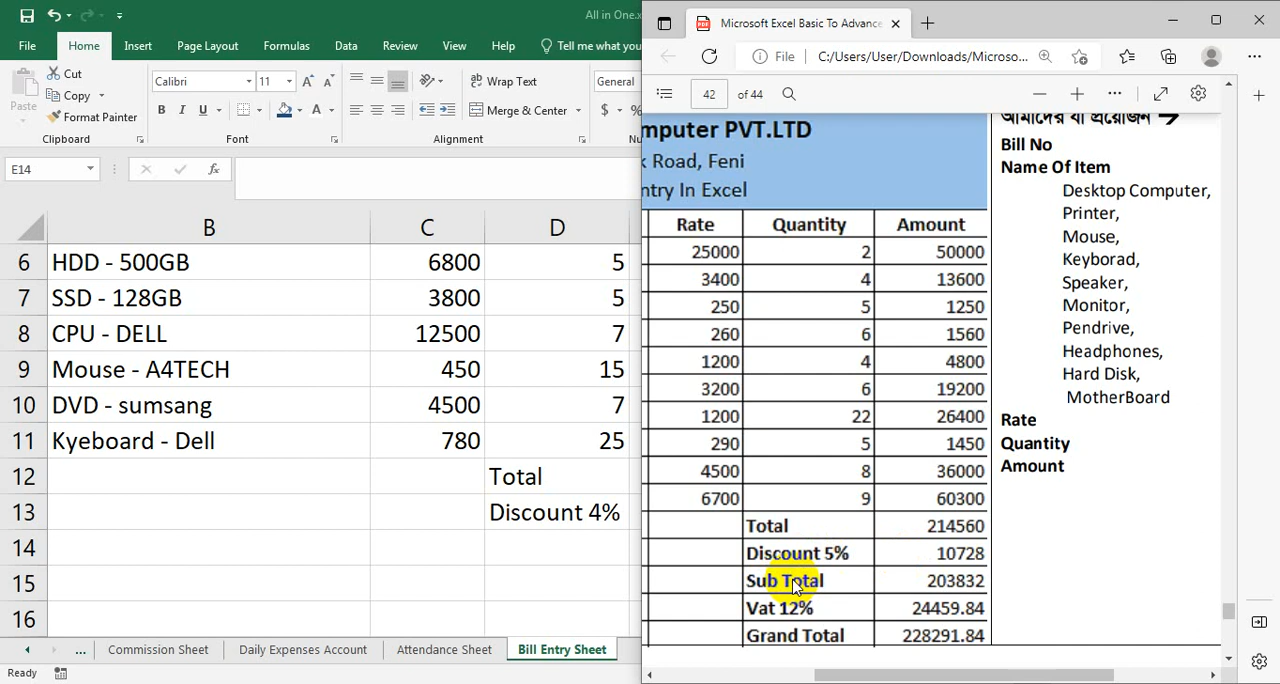 All in One.x
File Home Insert Page Layout Formulas Data Review View Help Tell me what you
Paste
Cut
Copy
Format Painter
Clipboard
Calibri 11
A A
B I U A
Font
Wrap Text
Merge & Center
Alignment
General
$ %
Num
E14 fx
B C D
6 HDD - 500GB 6800 5
7 SSD - 128GB 3800 5
8 CPU - DELL 12500 7
9 Mouse - A4TECH 450 15
10 DVD - sumsang 4500 7
11 Kyeboard - Dell 780 25
12 Total
13 Discount 4%
14
15
16
... Commission Sheet Daily Expenses Account Attendance Sheet Bill Entry Sheet
Ready
PDF Microsoft Excel Basic To Advance
File C:/Users/User/Downloads/Microso...
42 of 44
mputer PVT.LTD
k Road, Feni
ntry In Excel
Rate Quantity Amount
25000 2 50000
3400 4 13600
250 5 1250
260 6 1560
1200 4 4800
3200 6 19200
1200 22 26400
290 5 1450
4500 8 36000
6700 9 60300
Total 214560
Discount 5% 10728
Sub Total 203832
Vat 12% 24459.84
Grand Total 228291.84
আমাদের যা প্রয়োজন →
Bill No
Name Of Item
Desktop Computer,
Printer,
Mouse,
Keyborad,
Speaker,
Monitor,
Pendrive,
Headphones,
Hard Disk,
MotherBoard
Rate
Quantity
Amount